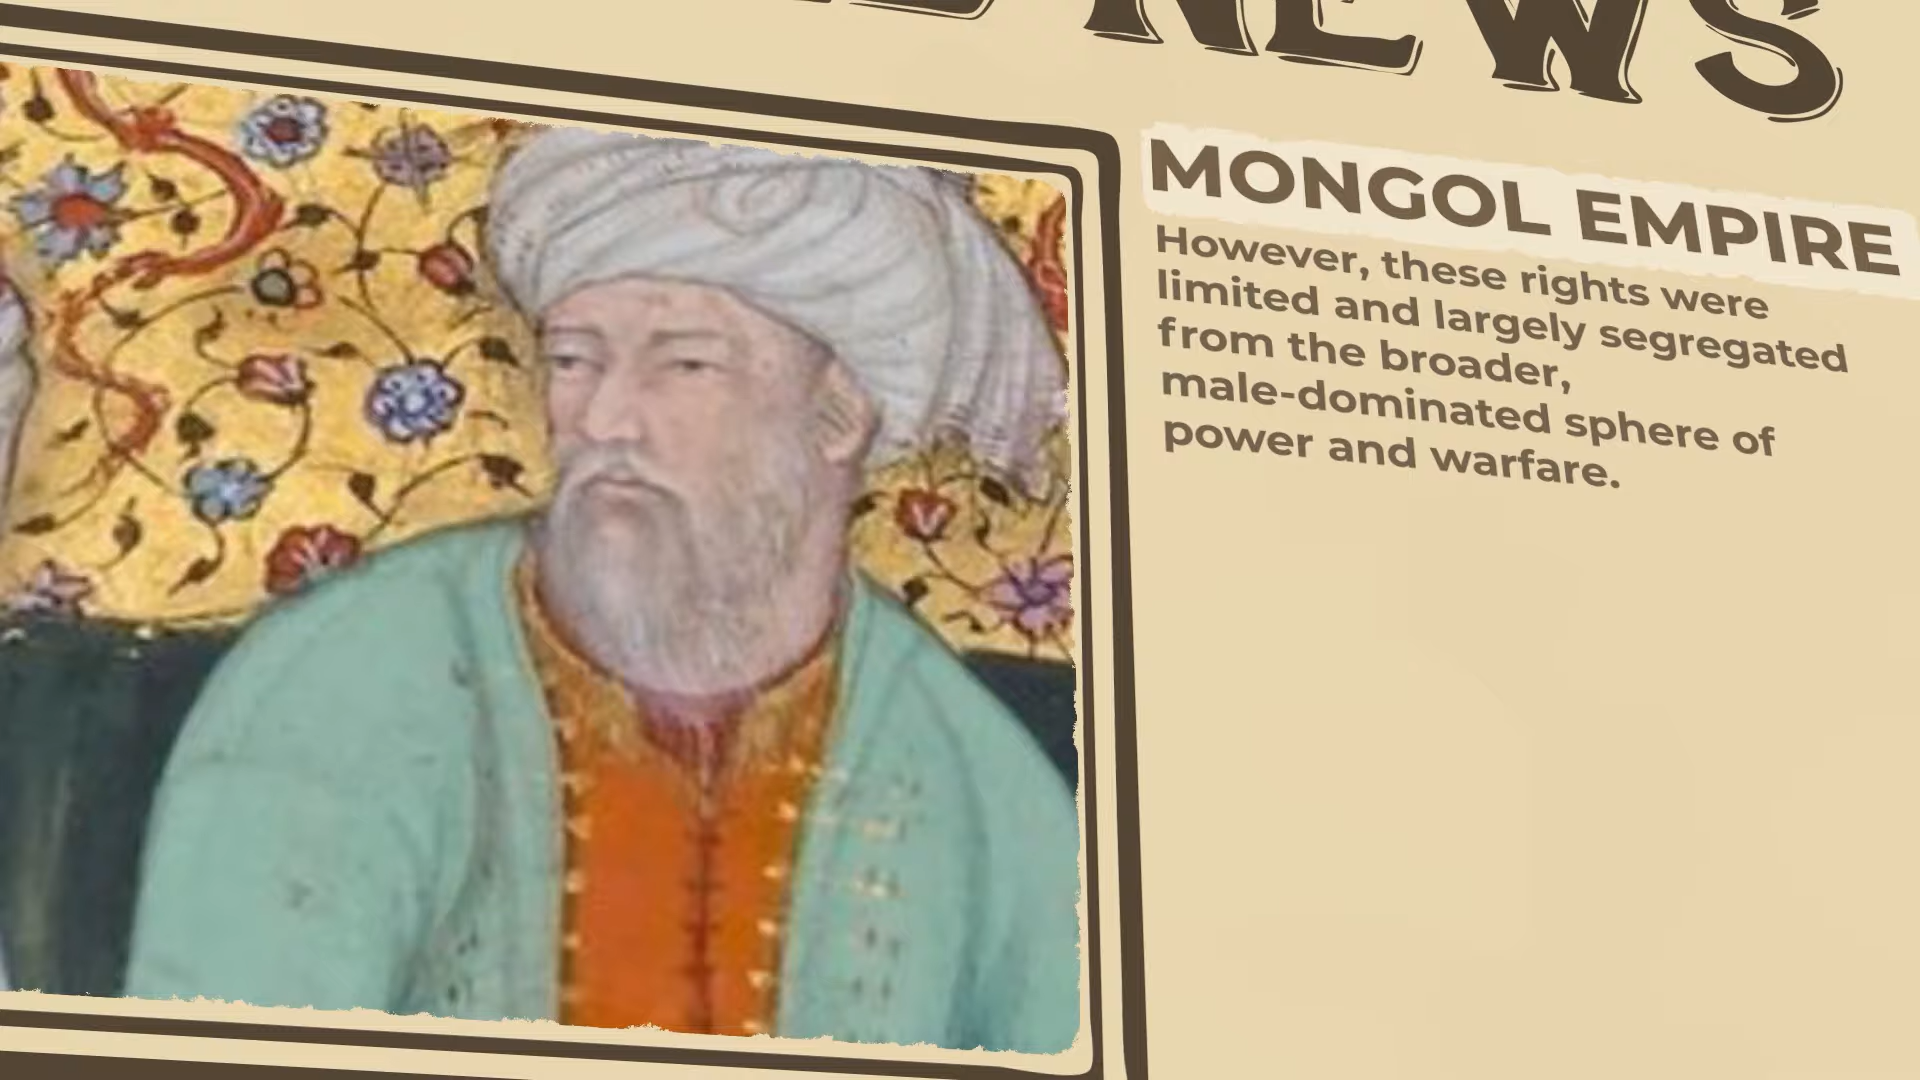 NEWS
MONGOL EMPIRE
However, these rights were
limited and largely segregated
from the broader,
male-dominated sphere of
power and warfare.